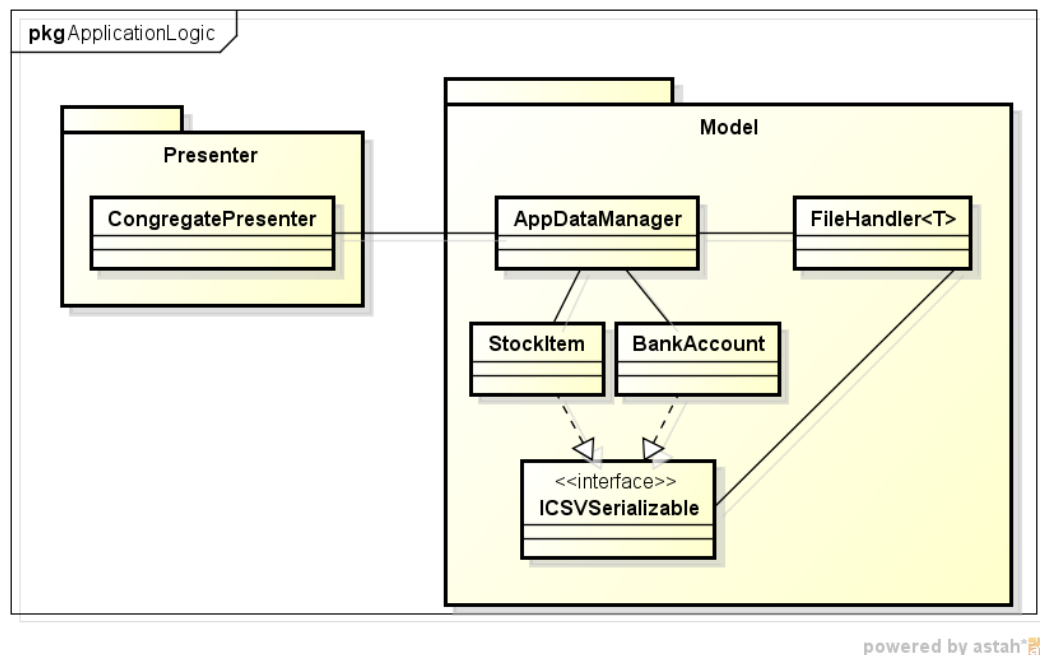 pkg ApplicationLogic
Presenter
Model
CongregatePresenter
AppDataManager
FileHandler<T>
StockItem
BankAccount
<<interface>>
ICSVSerializable
powered by astah*